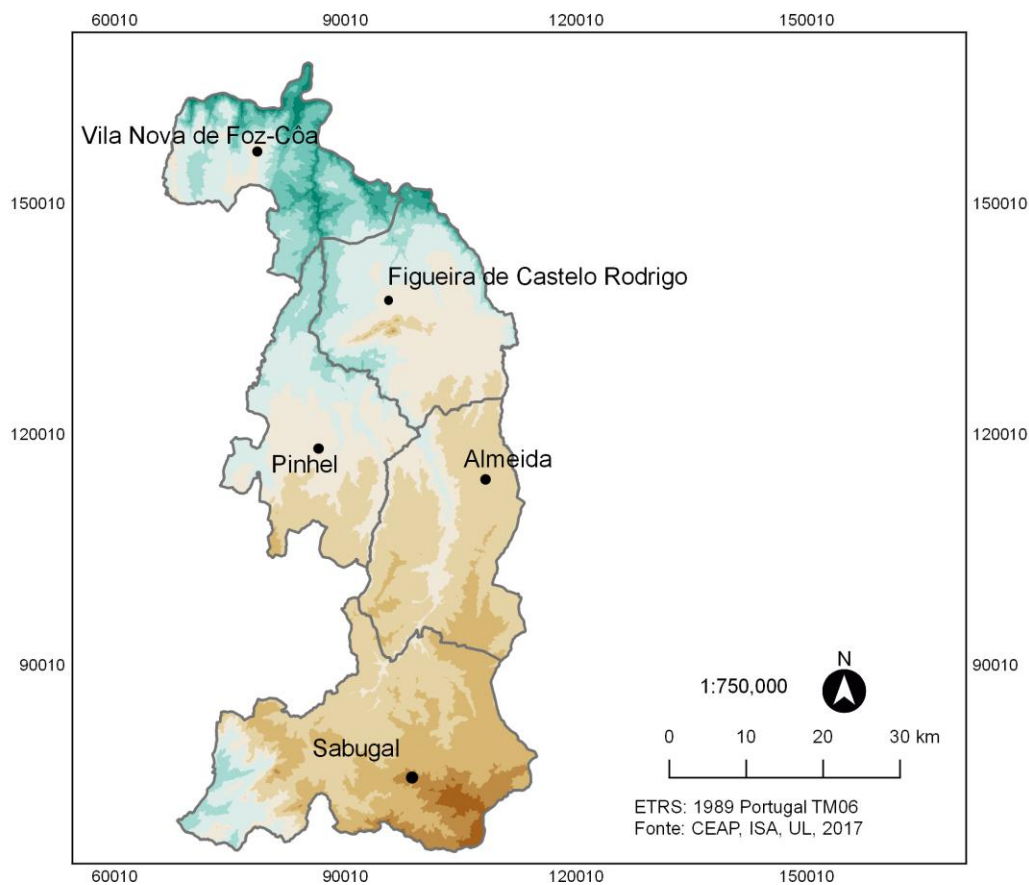 60010 90010 120010 150010
Vila Nova de Foz-Côa
150010 150010
Figueira de Castelo Rodrigo
120010 120010
Pinhel
Almeida
90010 90010
N
1:750,000
Sabugal
0 10 20 30 km
ETRS: 1989 Portugal TM06
Fonte: CEAP, ISA, UL, 2017
60010 90010 120010 150010